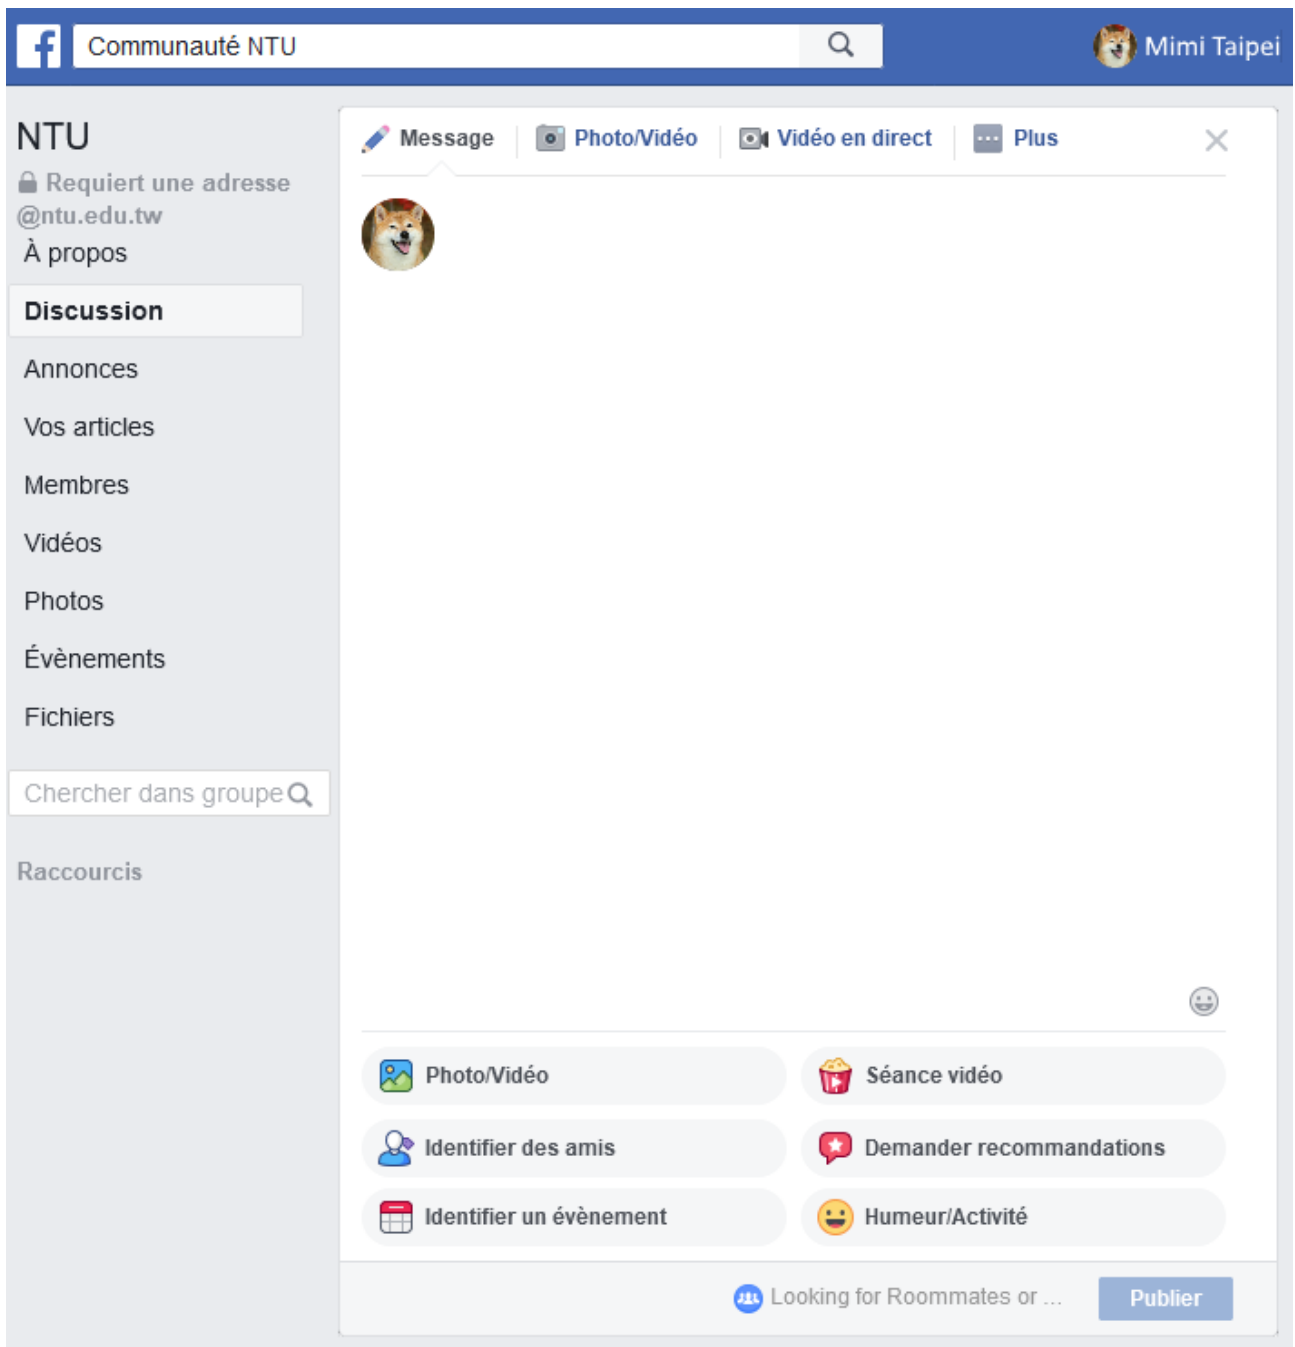 f
Communauté NTU
Mimi Taipei
NTU
Requiert une adresse
@ntu.edu.tw
À propos
Discussion
Annonces
Vos articles
Membres
Vidéos
Photos
Évènements
Fichiers
Chercher dans groupe
Raccourcis
Message
Photo/Vidéo
Vidéo en direct
Plus
Photo/Vidéo
Séance vidéo
Identifier des amis
Demander recommandations
Identifier un évènement
Humeur/Activité
Looking for Roommates or ...
Publier